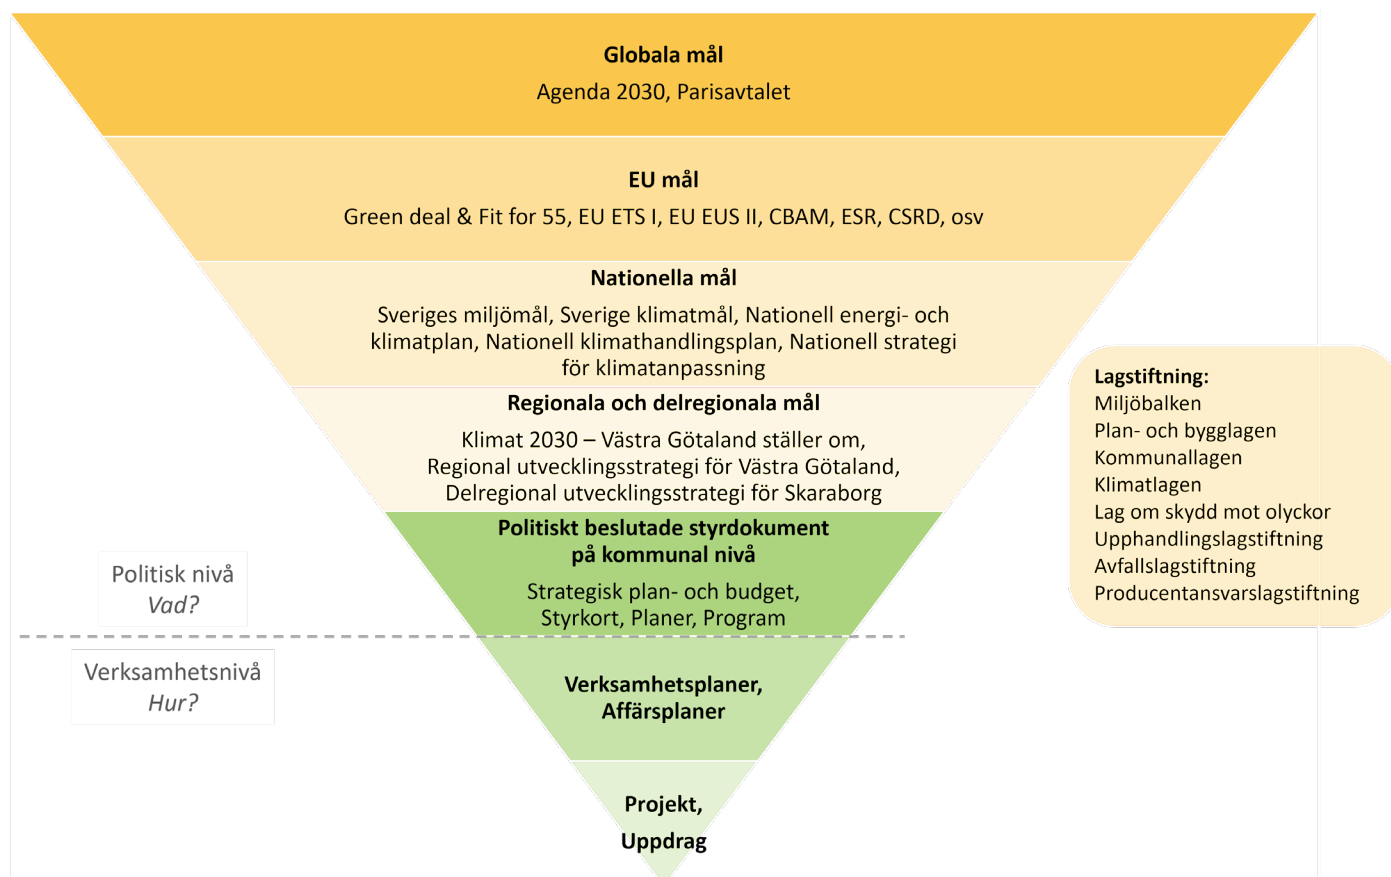 Globala mål
Agenda 2030, Parisavtalet
EU mål
Green deal & Fit for 55, EU ETS I, EU EUS II, CBAM, ESR, CSRD, osv
Nationella mål
Sveriges miljömål, Sverige klimatmål, Nationell energi- och
klimatplan, Nationell klimathandlingsplan, Nationell strategi
för klimatanpassning
Regionala och delregionala mål
Klimat 2030 – Västra Götaland ställer om,
Regional utvecklingsstrategi för Västra Götaland,
Delregional utvecklingsstrategi för Skaraborg
Politiskt beslutade styrdokument
på kommunal nivå
Strategisk plan- och budget,
Styrkort, Planer, Program
Verksamhetsplaner,
Affärsplaner
Projekt,
Uppdrag
Politisk nivå
Vad?
Verksamhetsnivå
Hur?
Lagstiftning:
Miljöbalken
Plan- och bygglagen
Kommunallagen
Klimatlagen
Lag om skydd mot olyckor
Upphandlingslagstiftning
Avfallslagstiftning
Producentansvarslagstiftning